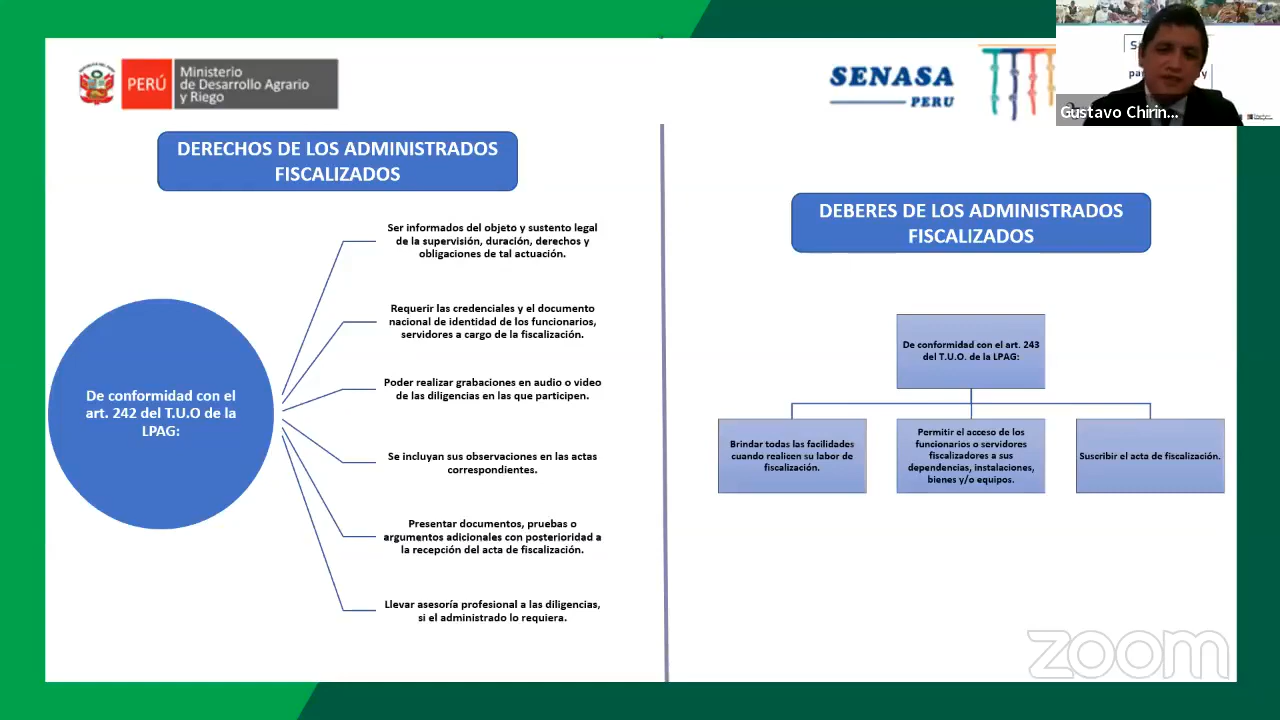 PERÚ
Ministerio
de Desarrollo Agrario
y Riego
SENASA
PERU
Gustavo Chirin...
DERECHOS DE LOS ADMINISTRADOS
FISCALIZADOS
De conformidad con el
art. 242 del T.U.O de la
LPAG:
Ser informados del objeto y sustento legal
de la supervisión, duración, derechos y
obligaciones de tal actuación.
Requerir las credenciales y el documento
nacional de identidad de los funcionarios,
servidores a cargo de la fiscalización.
Poder realizar grabaciones en audio o video
de las diligencias en las que participen.
Se incluyan sus observaciones en las actas
correspondientes.
Presentar documentos, pruebas o
argumentos adicionales con posterioridad a
la recepción del acta de fiscalización.
Llevar asesoría profesional a las diligencias,
si el administrado lo requiera.
DEBERES DE LOS ADMINISTRADOS
FISCALIZADOS
De conformidad con el art. 243
del T.U.O. de la LPAG:
Brindar todas las facilidades
cuando realicen su labor de
fiscalización.
Permitir el acceso de los
funcionarios o servidores
fiscalizadores a sus
dependencias, instalaciones,
bienes y/o equipos.
Suscribir el acta de fiscalización.
zoom